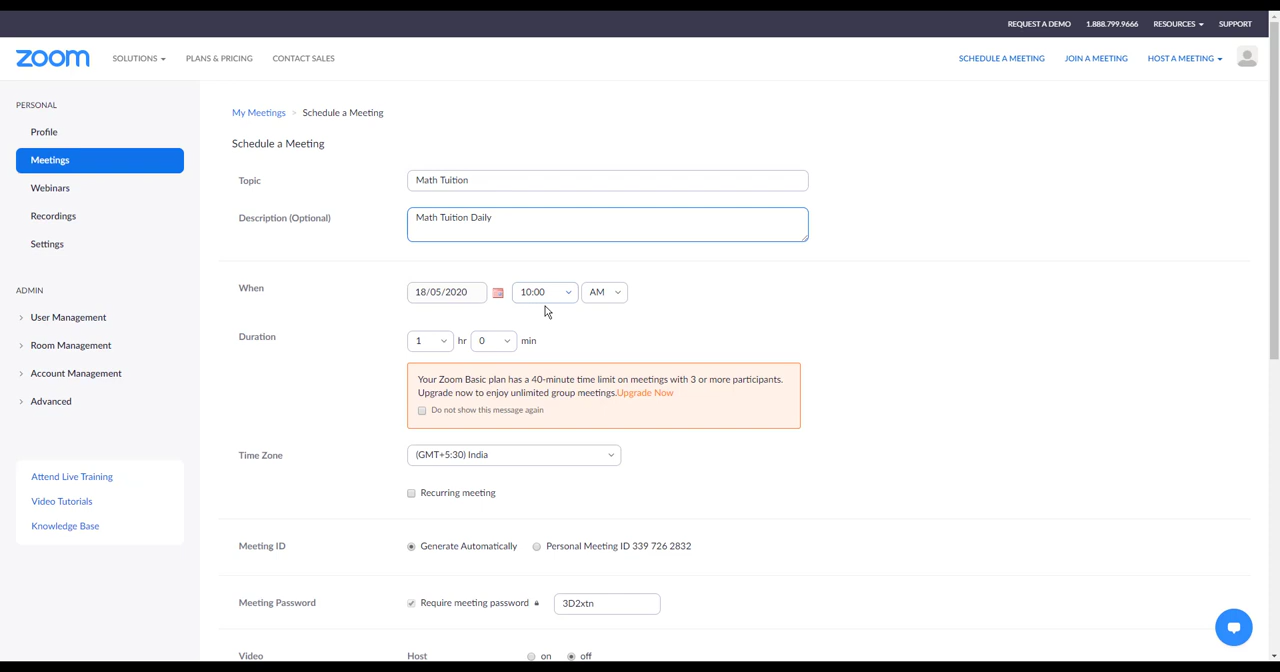 REQUEST A DEMO 1.888.799.9666 RESOURCES SUPPORT
zoom SOLUTIONS PLANS & PRICING CONTACT SALES SCHEDULE A MEETING JOIN A MEETING HOST A MEETING
PERSONAL
Profile
Meetings
Webinars
Recordings
Settings
ADMIN
User Management
Room Management
Account Management
Advanced
Attend Live Training
Video Tutorials
Knowledge Base
My Meetings > Schedule a Meeting
Schedule a Meeting
Topic Math Tuition
Description (Optional) Math Tuition Daily
When 18/05/2020 10:00 AM
Duration 1 hr 0 min
Your Zoom Basic plan has a 40-minute time limit on meetings with 3 or more participants.
Upgrade now to enjoy unlimited group meetings.Upgrade Now
Do not show this message again
Time Zone (GMT+5:30) India
Recurring meeting
Meeting ID Generate Automatically Personal Meeting ID 339 726 2832
Meeting Password Require meeting password 3D2xtn
Video Host on off